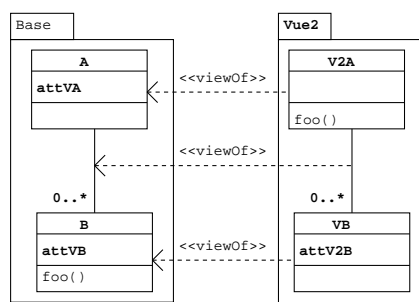 Base
Vue2
A
V2A
attVA
<<viewOf>>
foo()
<<viewOf>>
0..*
0..*
B
VB
attVB
<<viewOf>>
attV2B
foo()